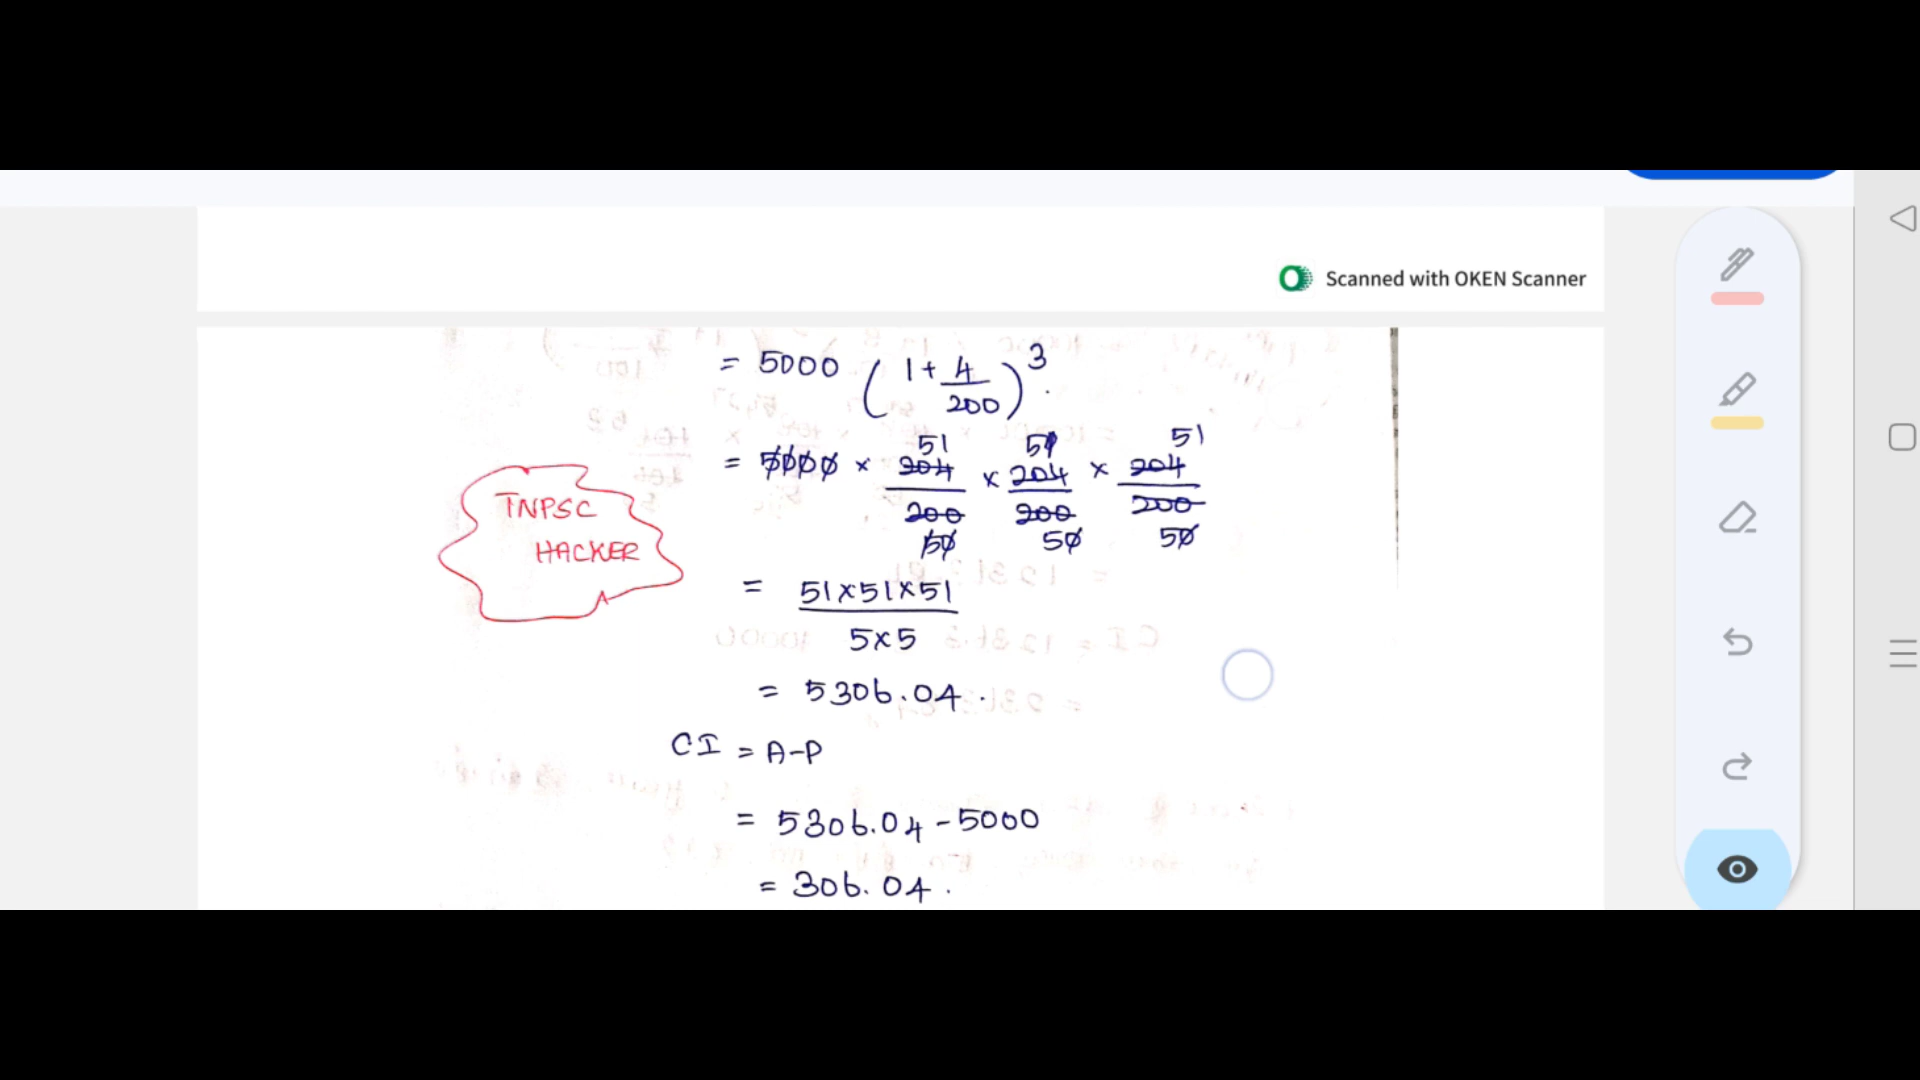 Scanned with OKEN Scanner
= 5000 (1 + 4/200)^3 .
= 5000 × 204/200 × 204/200 × 204/200
51 51 51
50 50 50
TNPSC
HACKER
= 51×51×51
5×5
= 5306.04 .
CI = A-P
= 5306.04 - 5000
= 306.04 .